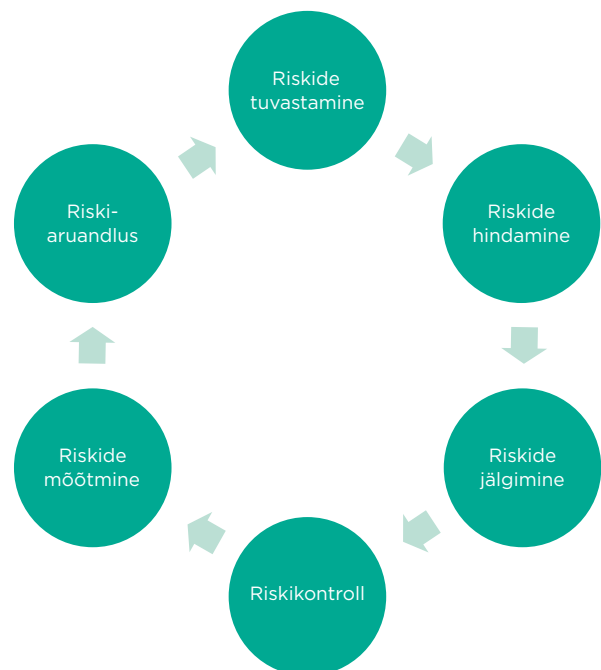 Riskide
tuvastamine
Riskide
hindamine
Riskide
jälgimine
Riskikontroll
Riskide
mõõtmine
Riski-
aruandlus